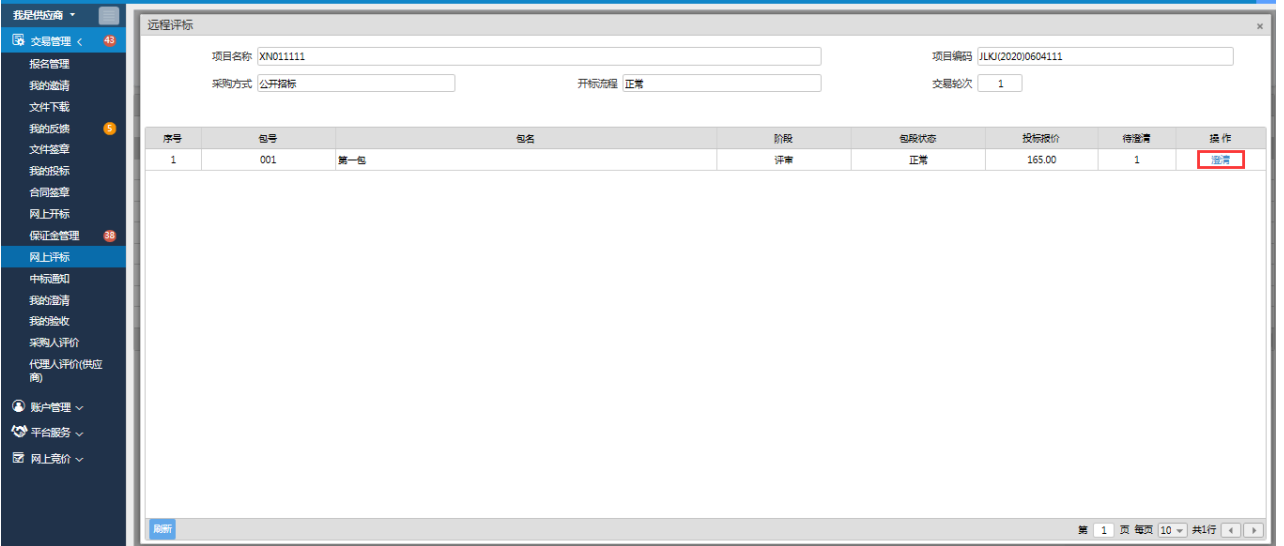 我是供应商
交易管理 43
报名管理
我的邀请
文件下载
我的反馈 5
文件签章
我的投标
合同签章
网上开标
保证金管理 38
网上评标
中标通知
我的澄清
我的验收
采购人评价
代理人评价(供应
商)
账户管理
平台服务
网上竞价
远程评标 ×
项目名称 XN011111 项目编码 JLKJ(2020)0604111
采购方式 公开招标 开标流程 正常 交易轮次 1
序号 包号 包名 阶段 包段状态 投标报价 待澄清 操作
1 001 第一包 评审 正常 165.00 1 澄清
刷新 第 1 页 每页 10 共1行